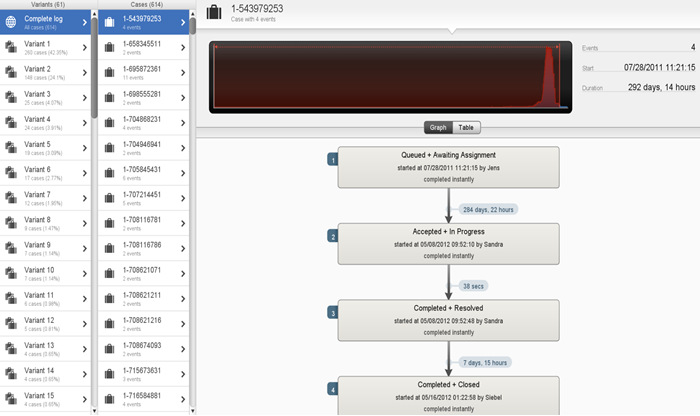 Variants (61)
Complete log
All cases (614)
Variant 1
260 cases (42.35%)
Variant 2
148 cases (24.1%)
Variant 3
25 cases (4.07%)
Variant 4
24 cases (3.91%)
Variant 5
19 cases (3.09%)
Variant 6
17 cases (2.77%)
Variant 7
12 cases (1.95%)
Variant 8
9 cases (1.47%)
Variant 9
7 cases (1.14%)
Variant 10
7 cases (1.14%)
Variant 11
6 cases (0.98%)
Variant 12
5 cases (0.81%)
Variant 13
4 cases (0.65%)
Variant 14
4 cases (0.65%)
Variant 15
4 cases (0.65%)
Cases (614)
1-543979253
4 events
1-658345511
2 events
1-695872361
11 events
1-698555281
2 events
1-704868231
4 events
1-704946941
2 events
1-705845431
6 events
1-707214451
5 events
1-708116781
2 events
1-708116786
2 events
1-708621071
2 events
1-708621211
2 events
1-708621216
2 events
1-708674093
2 events
1-715673631
3 events
1-716584881
4 events
1-543979253
Case with 4 events
Events 4
Start 07/28/2011 11:21:15
Duration 292 days, 14 hours
Graph Table
1
Queued + Awaiting Assignment
started at 07/28/2011 11:21:15 by Jens
completed instantly
284 days, 22 hours
2
Accepted + In Progress
started at 05/08/2012 09:52:10 by Sandra
completed instantly
38 secs
3
Completed + Resolved
started at 05/08/2012 09:52:48 by Sandra
completed instantly
7 days, 15 hours
4
Completed + Closed
started at 05/16/2012 01:22:58 by Siebel
completed instantly